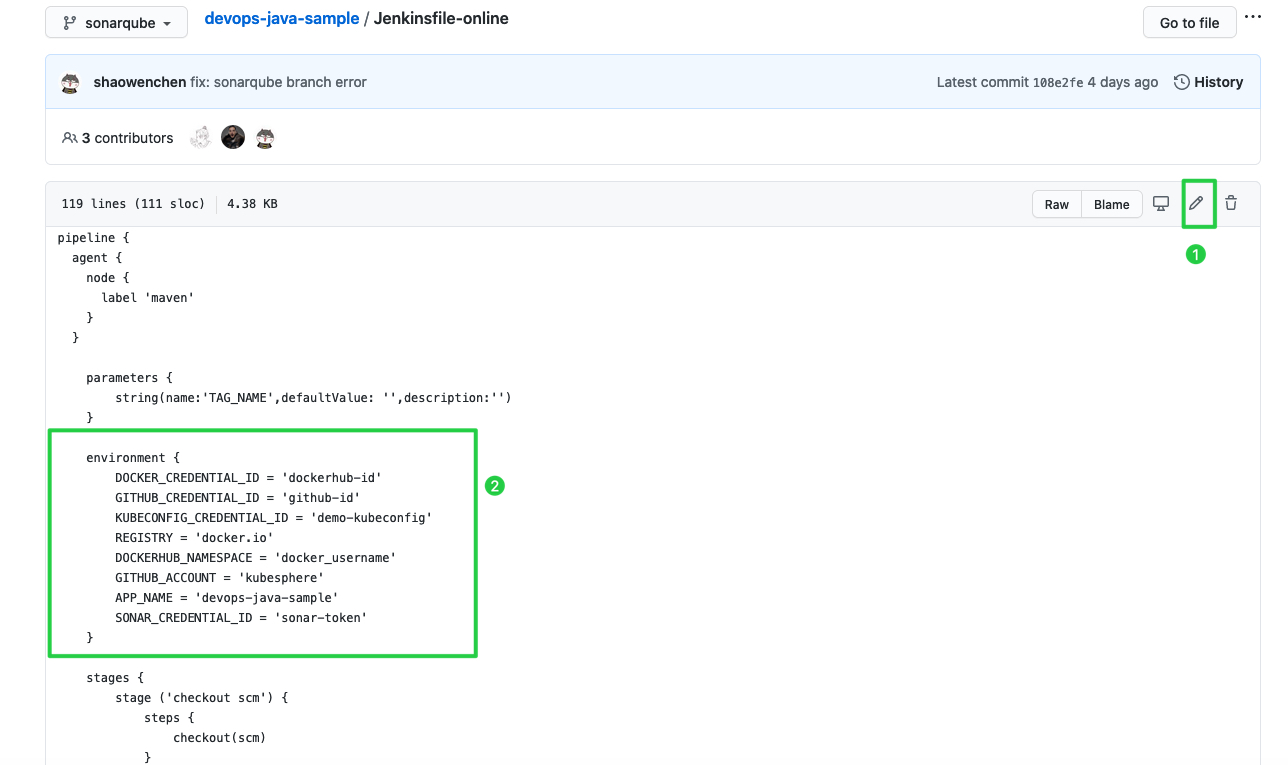 sonarqube devops-java-sample / Jenkinsfile-online Go to file ...
shaowenchen fix: sonarqube branch error Latest commit 108e2fe 4 days ago History
3 contributors
119 lines (111 sloc) 4.38 KB Raw Blame
1
pipeline {
agent {
node {
label 'maven'
}
}
parameters {
string(name:'TAG_NAME',defaultValue: '',description:'')
}
environment {
DOCKER_CREDENTIAL_ID = 'dockerhub-id'
2
GITHUB_CREDENTIAL_ID = 'github-id'
KUBECONFIG_CREDENTIAL_ID = 'demo-kubeconfig'
REGISTRY = 'docker.io'
DOCKERHUB_NAMESPACE = 'docker_username'
GITHUB_ACCOUNT = 'kubesphere'
APP_NAME = 'devops-java-sample'
SONAR_CREDENTIAL_ID = 'sonar-token'
}
stages {
stage ('checkout scm') {
steps {
checkout(scm)
}